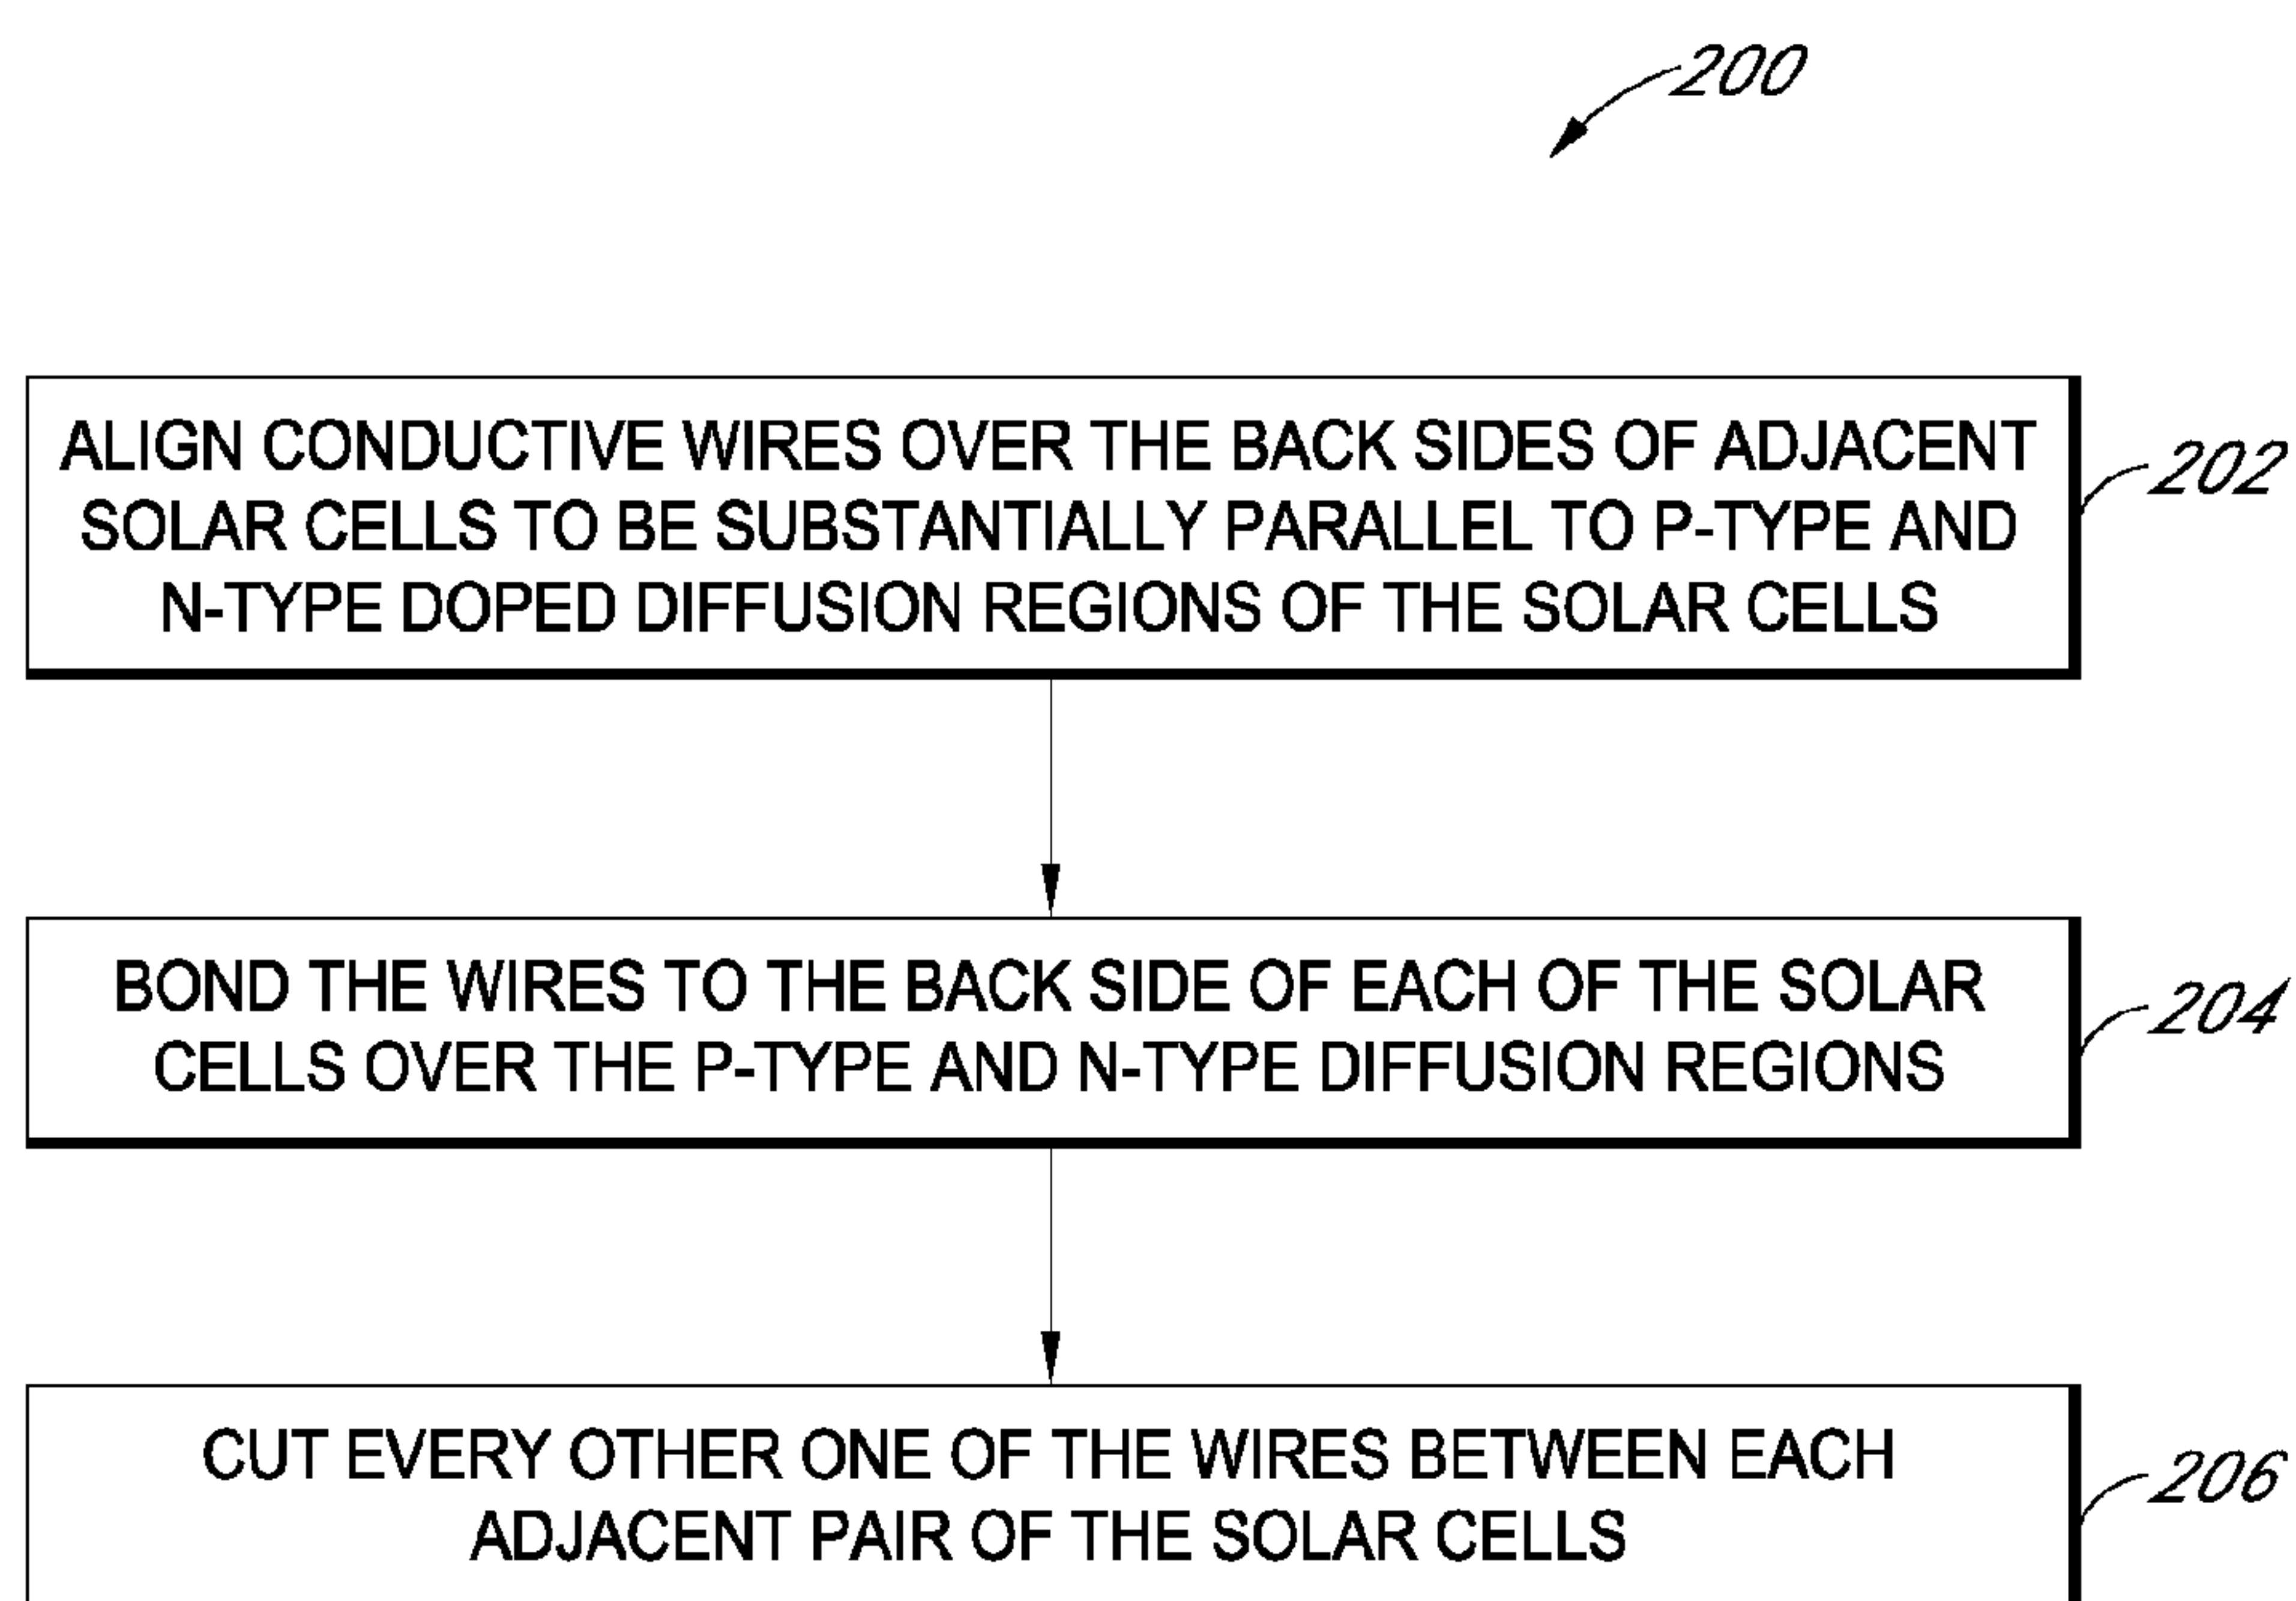 200
ALIGN CONDUCTIVE WIRES OVER THE BACK SIDES OF ADJACENT
SOLAR CELLS TO BE SUBSTANTIALLY PARALLEL TO P-TYPE AND
N-TYPE DOPED DIFFUSION REGIONS OF THE SOLAR CELLS
202
BOND THE WIRES TO THE BACK SIDE OF EACH OF THE SOLAR
CELLS OVER THE P-TYPE AND N-TYPE DIFFUSION REGIONS
204
CUT EVERY OTHER ONE OF THE WIRES BETWEEN EACH
ADJACENT PAIR OF THE SOLAR CELLS
206